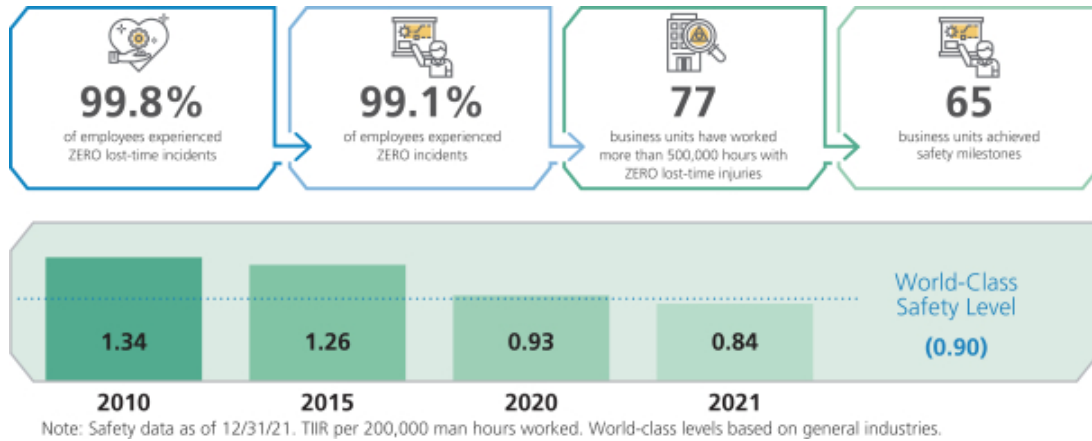 99.8%
of employees experienced
ZERO lost-time incidents
99.1%
of employees experienced
ZERO incidents
77
business units have worked
more than 500,000 hours with
ZERO lost-time injuries
65
business units achieved
safety milestones
World-Class
Safety Level
(0.90)
1.34
1.26
0.93
0.84
2010
2015
2020
2021
Note: Safety data as of 12/31/21. TIIR per 200,000 man hours worked. World-class levels based on general industries.